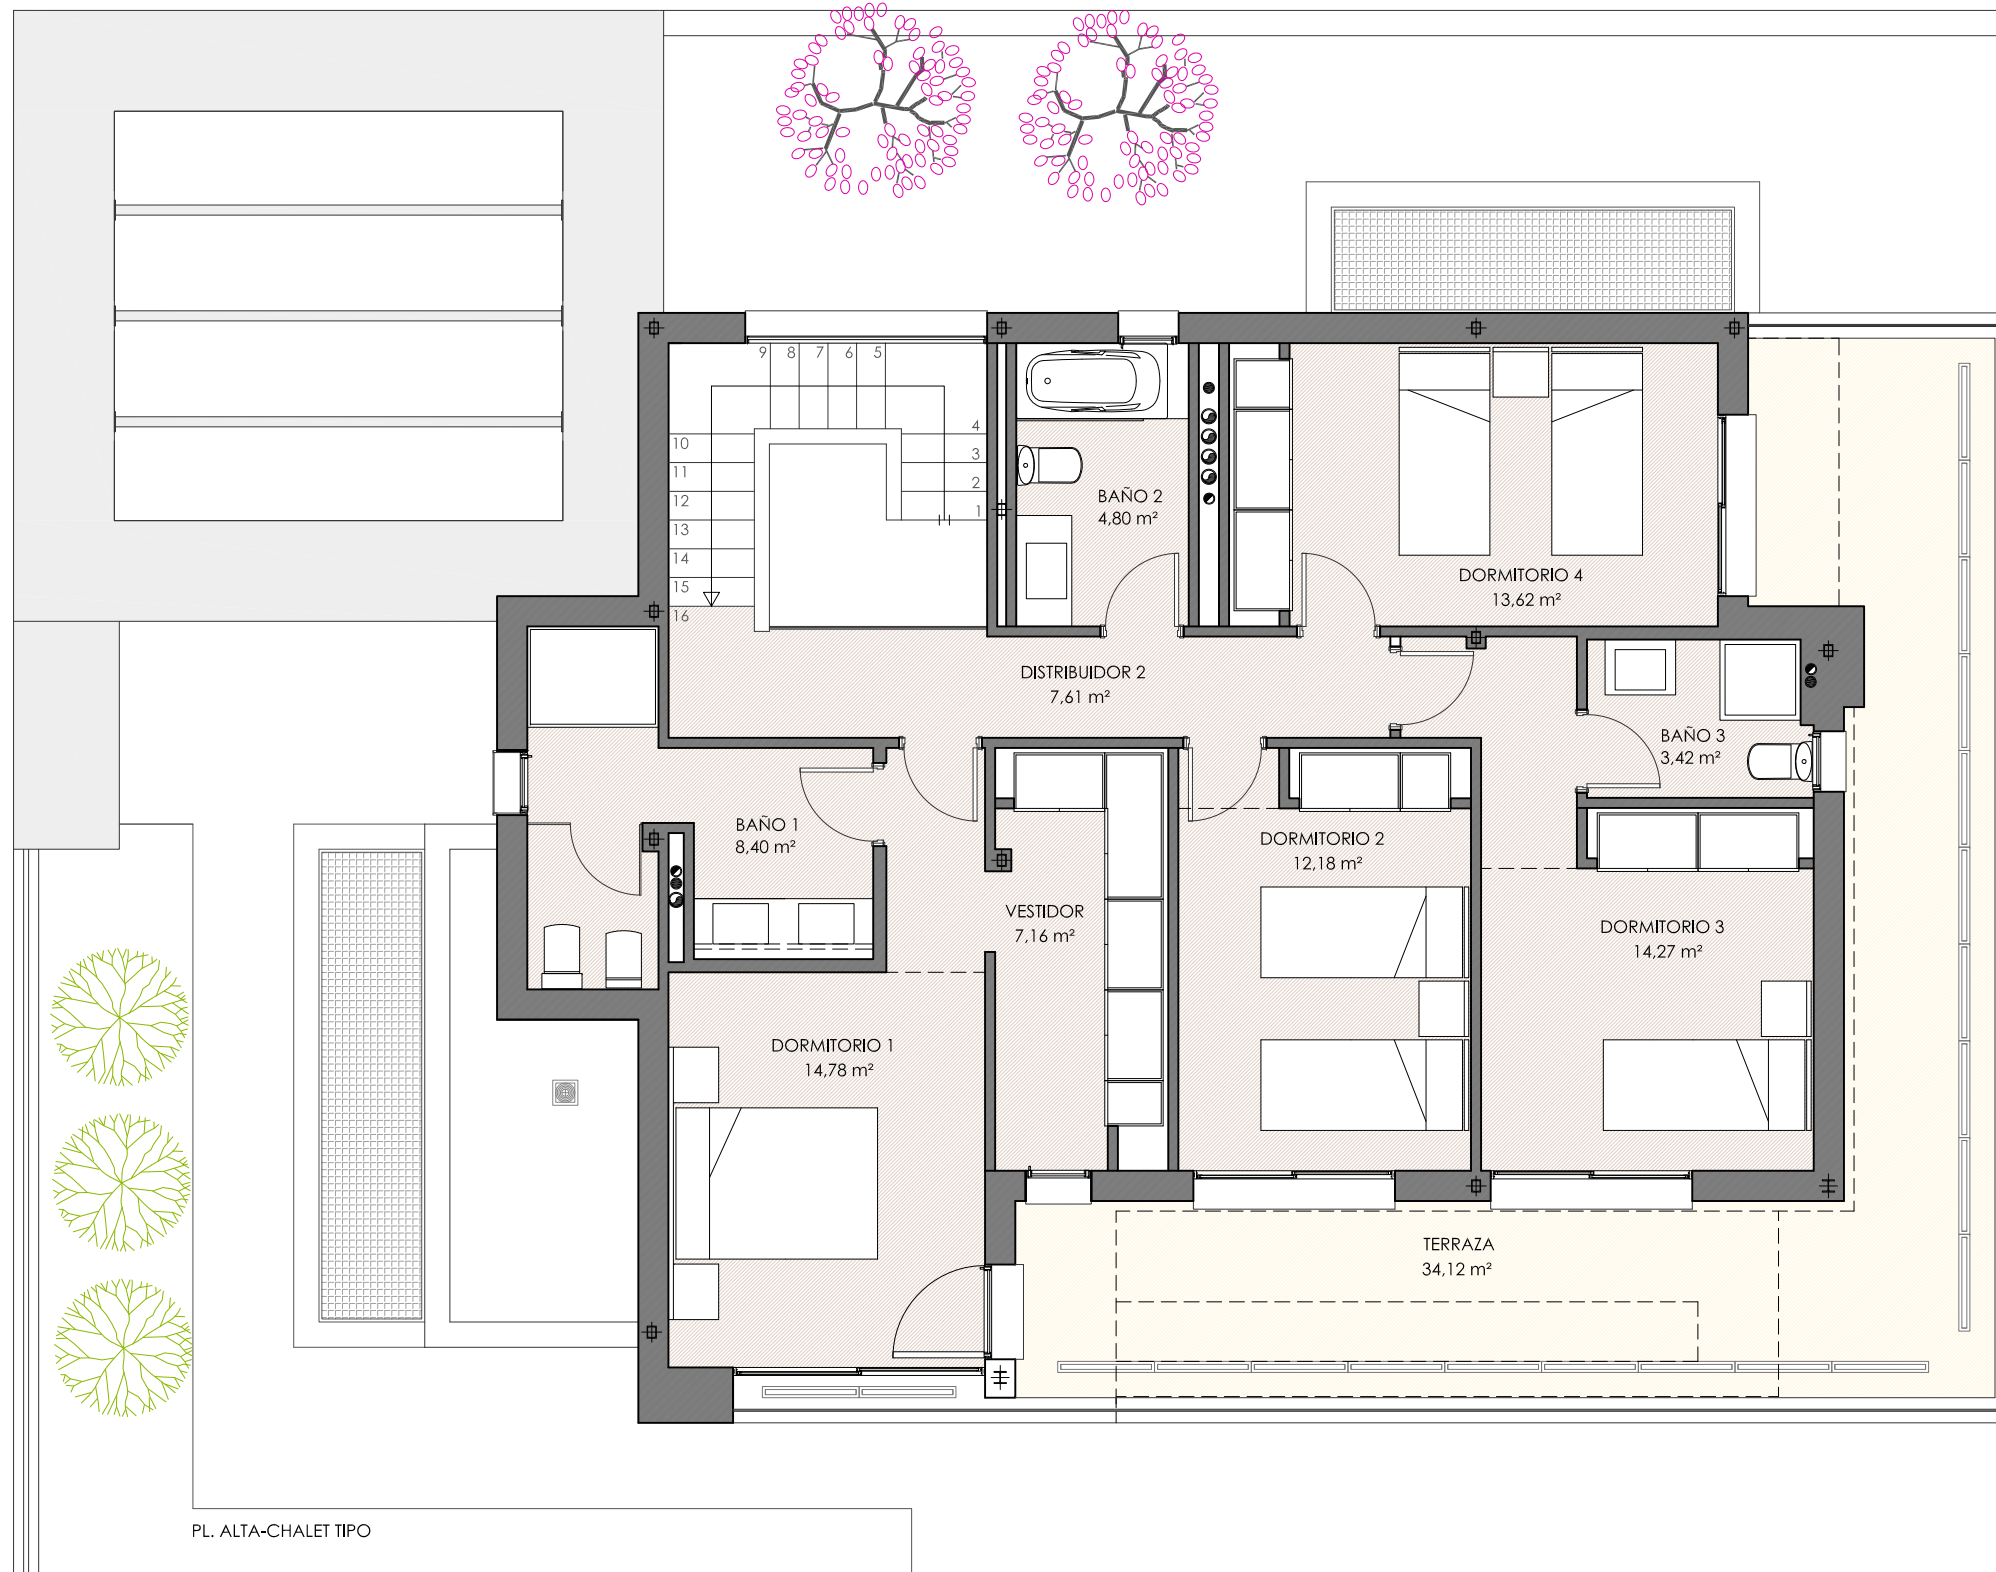 9 8 7 6 5
4
3
2
1
10
11
12
13
14
15
16
BAÑO 2
4,80 m²
DORMITORIO 4
13,62 m²
DISTRIBUIDOR 2
7,61 m²
BAÑO 3
3,42 m²
BAÑO 1
8,40 m²
DORMITORIO 2
12,18 m²
VESTIDOR
7,16 m²
DORMITORIO 3
14,27 m²
DORMITORIO 1
14,78 m²
TERRAZA
34,12 m²
PL. ALTA-CHALET TIPO